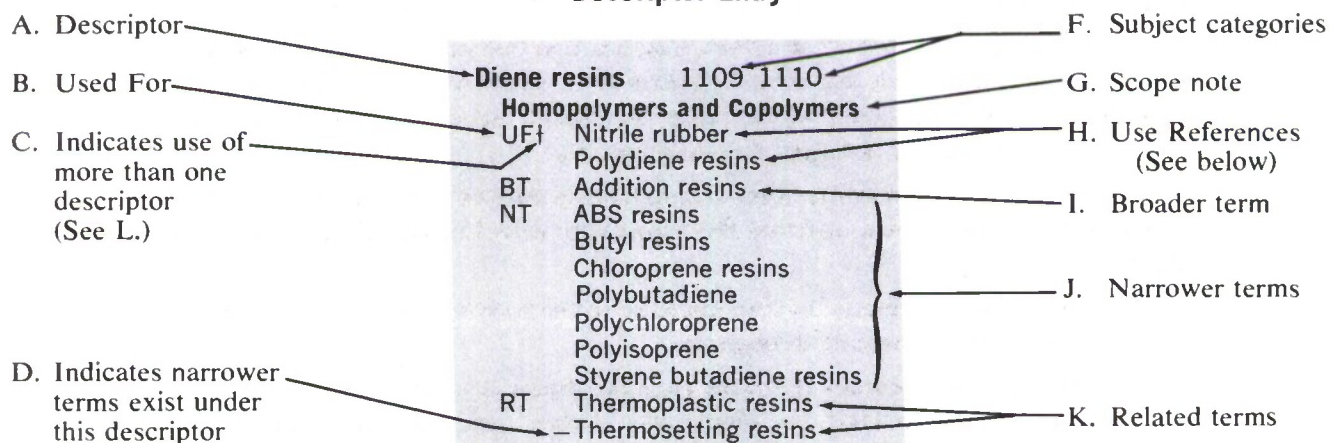 A. Descriptor
B. Used For
C. Indicates use of
more than one
descriptor
(See L.)
D. Indicates narrower
terms exist under
this descriptor
Diene resins 1109 1110
Homopolymers and Copolymers
UF† Nitrile rubber
Polydiene resins
BT Addition resins
NT ABS resins
Butyl resins
Chloroprene resins
Polybutadiene
Polychloroprene
Polyisoprene
Styrene butadiene resins
RT Thermoplastic resins
–Thermosetting resins
F. Subject categories
G. Scope note
H. Use References
(See below)
I. Broader term
J. Narrower terms
K. Related terms